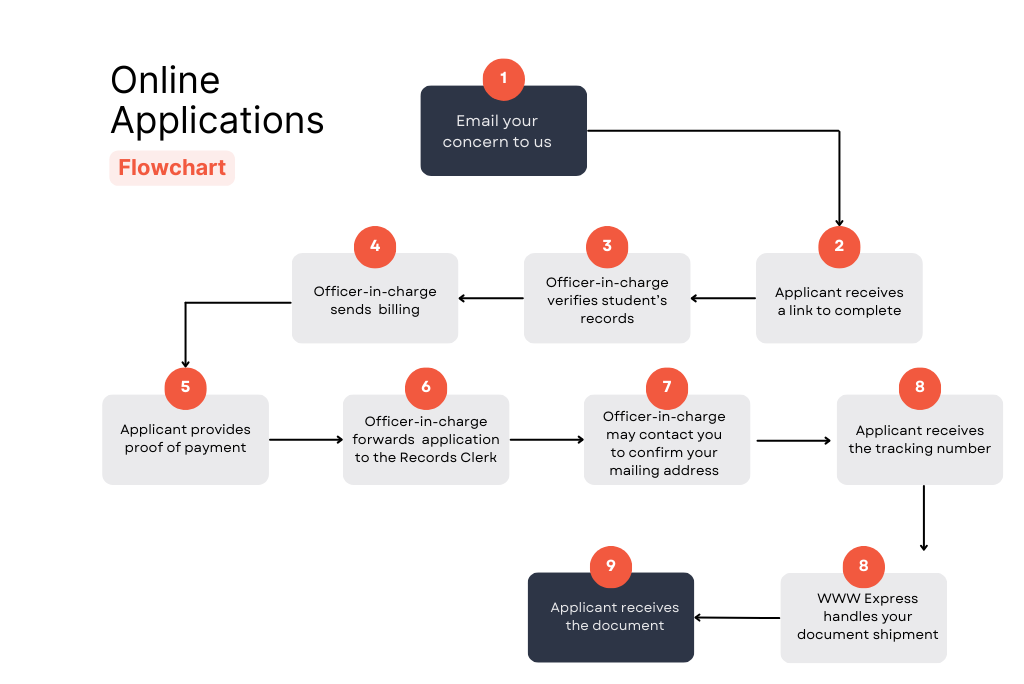 Online
Applications
Flowchart
1
Email your
concern to us
2
Applicant receives
a link to complete
3
Officer-in-charge
verifies student’s
records
4
Officer-in-charge
sends billing
5
Applicant provides
proof of payment
6
Officer-in-charge
forwards application
to the Records Clerk
7
Officer-in-charge
may contact you
to confirm your
mailing address
8
Applicant receives
the tracking number
8
WWW Express
handles your
document shipment
9
Applicant receives
the document